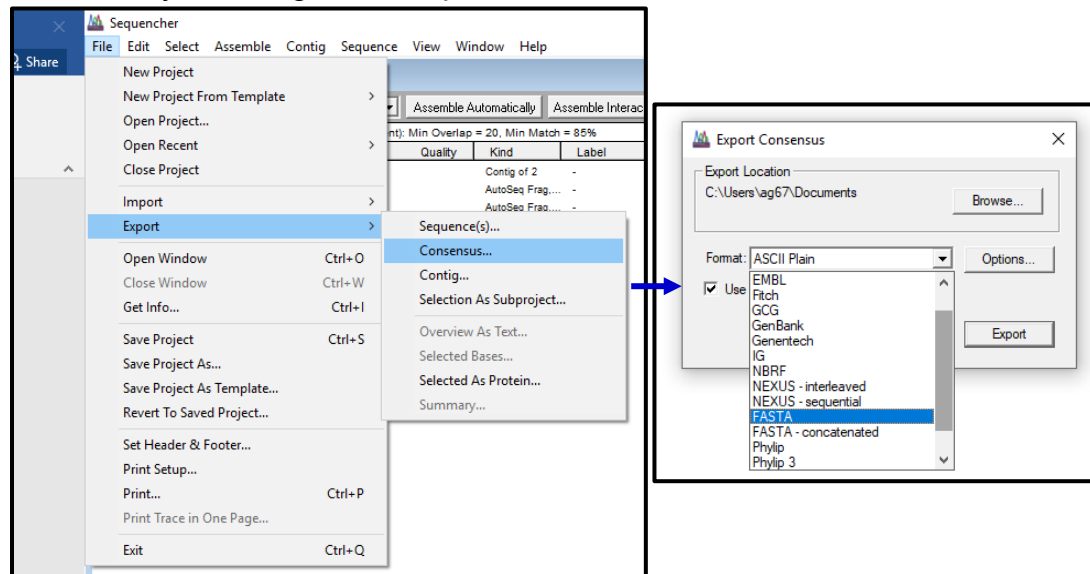 Share
Sequencher
File Edit Select Assemble Contig Sequence View Window Help
New Project
New Project From Template
Open Project...
Open Recent
Close Project
Import
Export
Open Window Ctrl+O
Close Window Ctrl+W
Get Info... Ctrl+I
Save Project Ctrl+S
Save Project As...
Save Project As Template...
Revert To Saved Project...
Set Header & Footer...
Print Setup...
Print... Ctrl+P
Print Trace in One Page...
Exit Ctrl+Q
Assemble Automatically Assemble Interac
nt): Min Overlap = 20, Min Match = 85%
Quality Kind Label
Contig of 2 -
AutoSeq Frag,... -
AutoSeq Frag,... -
Sequence(s)...
Consensus...
Contig...
Selection As Subproject...
Overview As Text...
Selected Bases...
Selected As Protein...
Summary...
Export Consensus
Export Location
C:\Users\ag67\Documents
Browse...
Format: ASCII Plain Options...
Use
EMBL
Fitch
GCG
GenBank
Genentech
IG
NBRF
NEXUS - interleaved
NEXUS - sequential
FASTA
FASTA - concatenated
Phylip
Phylip 3
Export